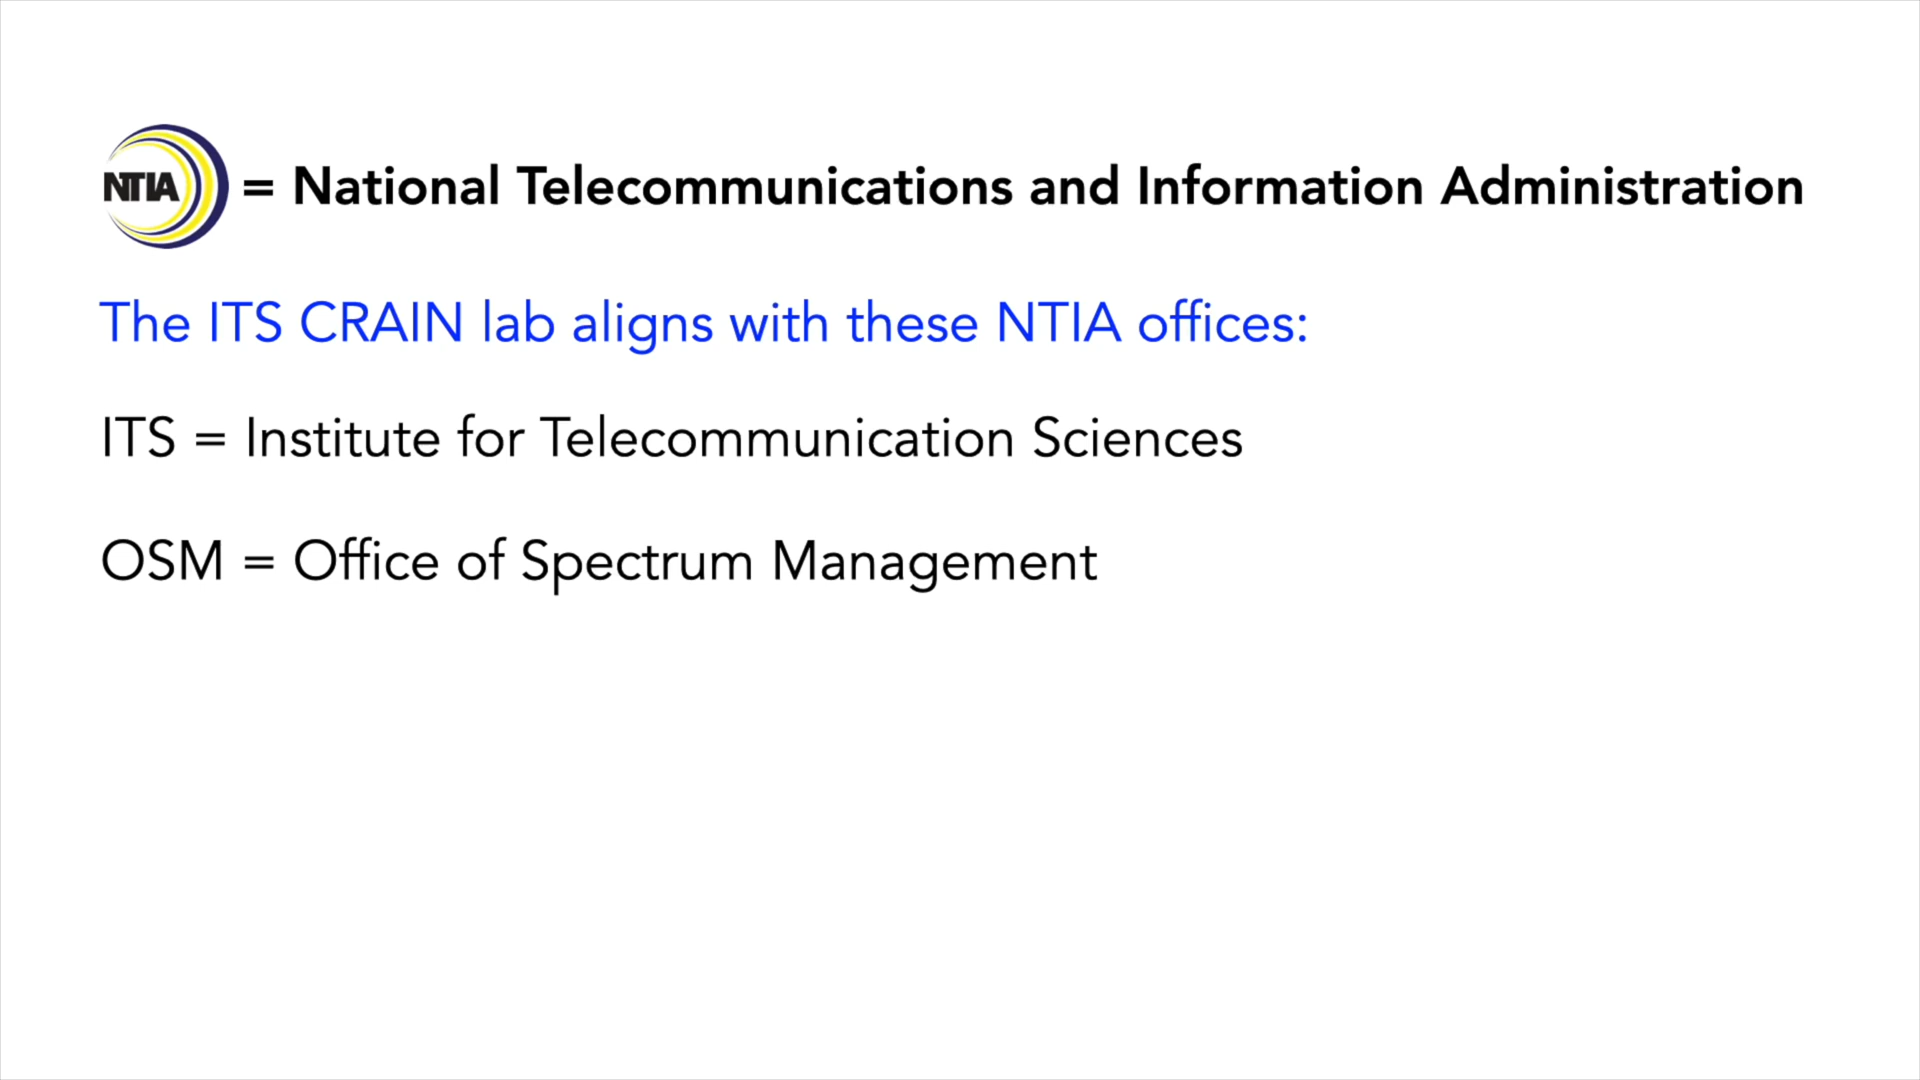 NTIA = National Telecommunications and Information Administration
The ITS CRAIN lab aligns with these NTIA offices:
ITS = Institute for Telecommunication Sciences
OSM = Office of Spectrum Management